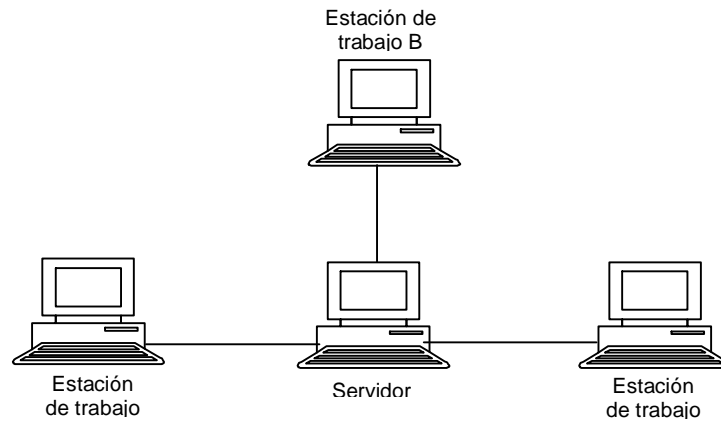 Estación de
trabajo B
Estación
de trabajo
Servidor
Estación
de trabajo